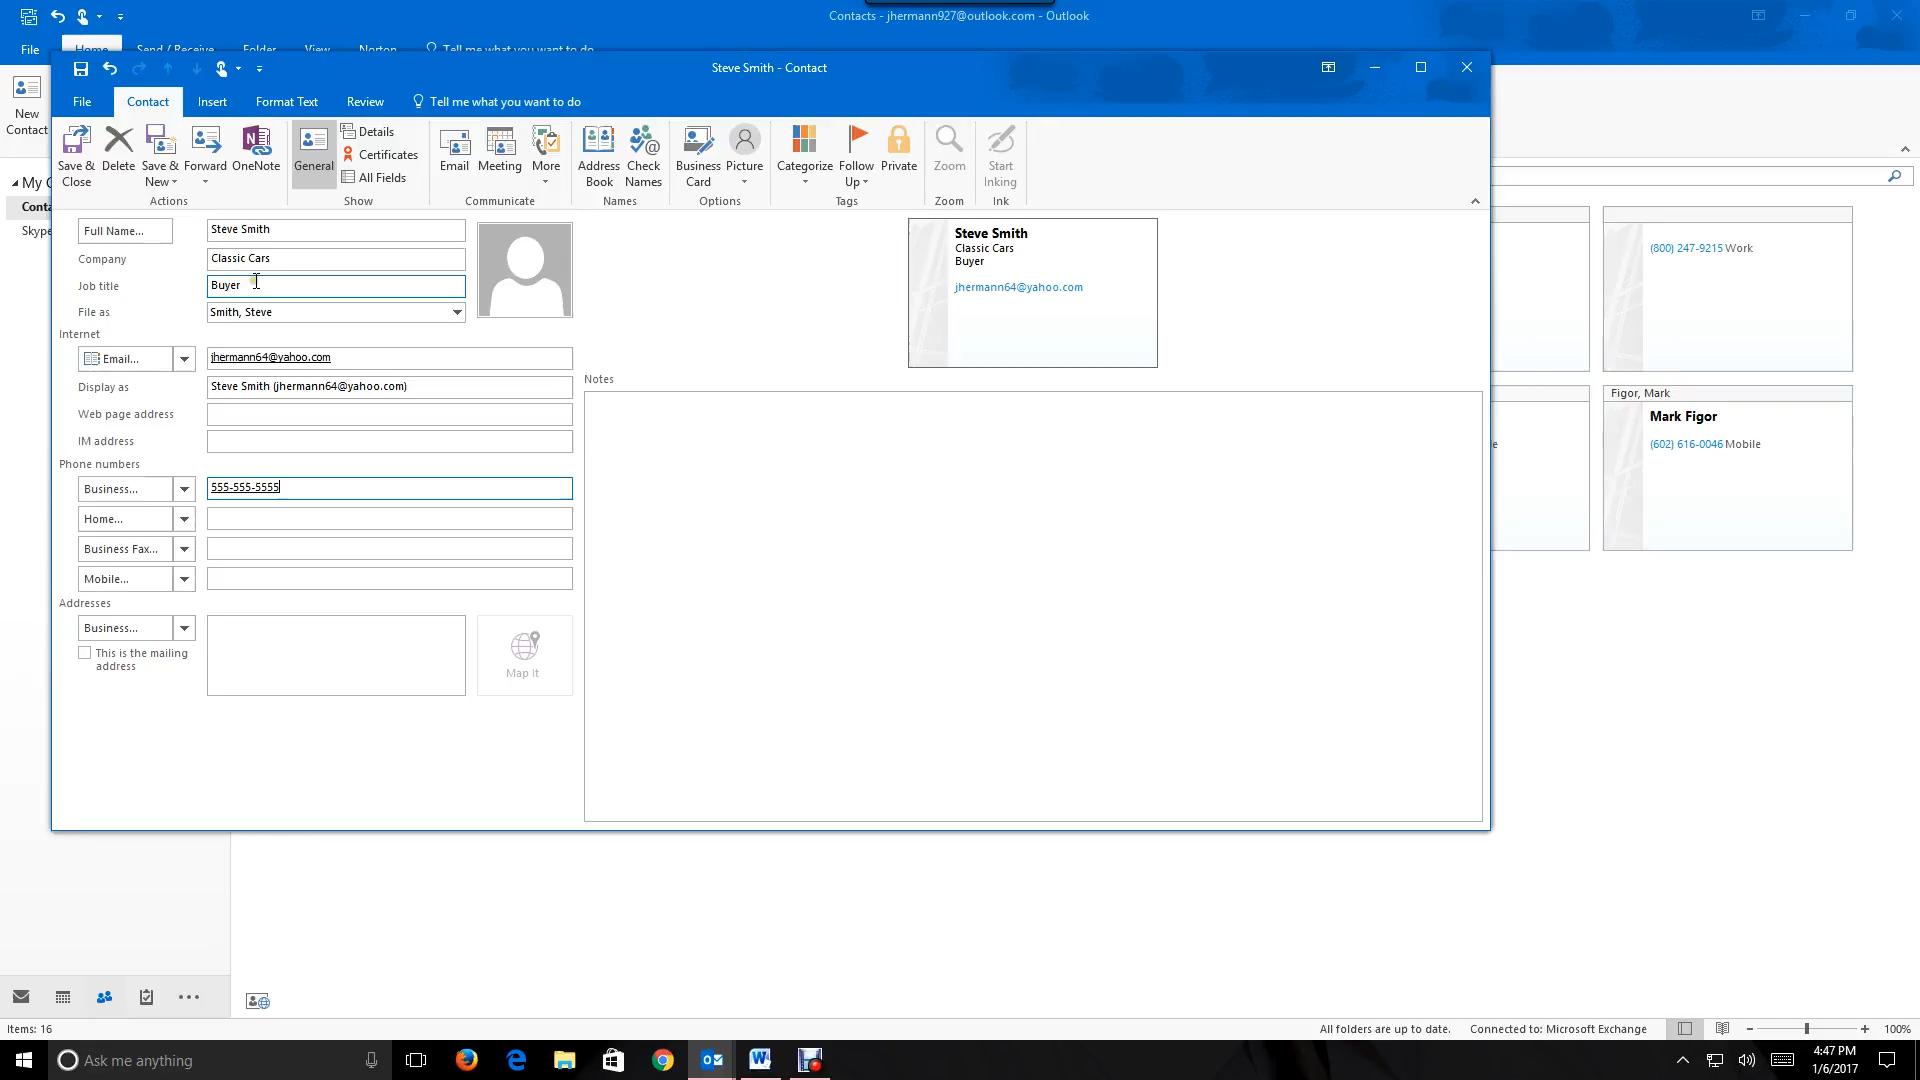 Contacts - jhermann927@outlook.com - Outlook
File Home Send / Receive Folder View Norton Tell me what you want to do
Steve Smith - Contact
File Contact Insert Format Text Review Tell me what you want to do
New
Contact
Save &
Close
Delete
Save &
New
Forward
OneNote
Actions
General
Details
Certificates
All Fields
Show
Email
Meeting
More
Communicate
Address
Book
Check
Names
Names
Business
Card
Picture
Options
Categorize
Follow
Up
Private
Tags
Zoom
Zoom
Start
Inking
Ink
My C
Conta
Skype
Full Name... Steve Smith
Company Classic Cars
Job title Buyer
File as Smith, Steve
Internet
Email... jhermann64@yahoo.com
Display as Steve Smith (jhermann64@yahoo.com)
Web page address
IM address
Phone numbers
Business... 555-555-5555
Home...
Business Fax...
Mobile...
Addresses
Business...
This is the mailing
address
Map It
Steve Smith
Classic Cars
Buyer
jhermann64@yahoo.com
Notes
(800) 247-9215 Work
e
Figor, Mark
Mark Figor
(602) 616-0046 Mobile
Items: 16
All folders are up to date. Connected to: Microsoft Exchange 100%
Ask me anything
4:47 PM
1/6/2017